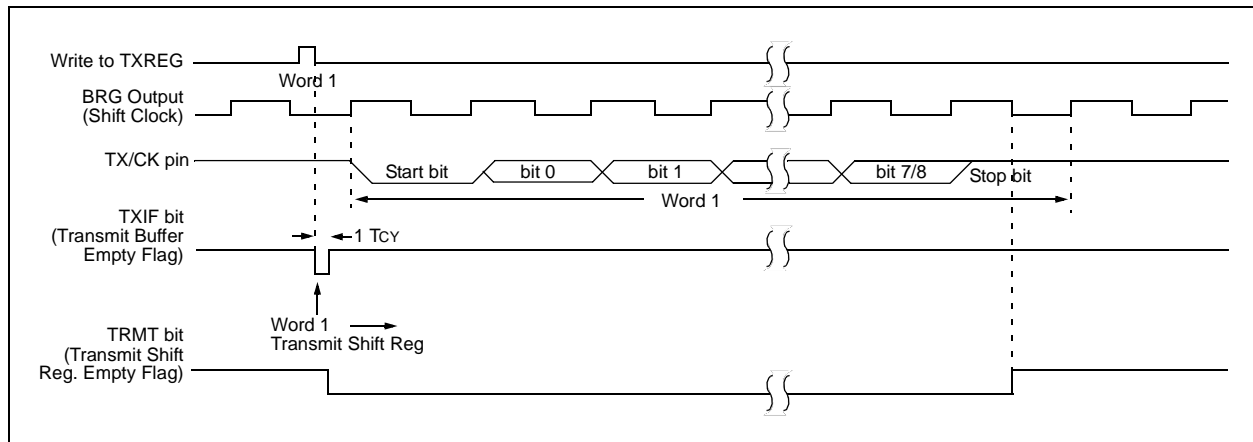 Write to TXREG
Word 1
BRG Output
(Shift Clock)
TX/CK pin
Start bit
bit 0
bit 1
bit 7/8
Stop bit
Word 1
TXIF bit
(Transmit Buffer
Empty Flag)
1 TCY
Word 1
Transmit Shift Reg
TRMT bit
(Transmit Shift
Reg. Empty Flag)